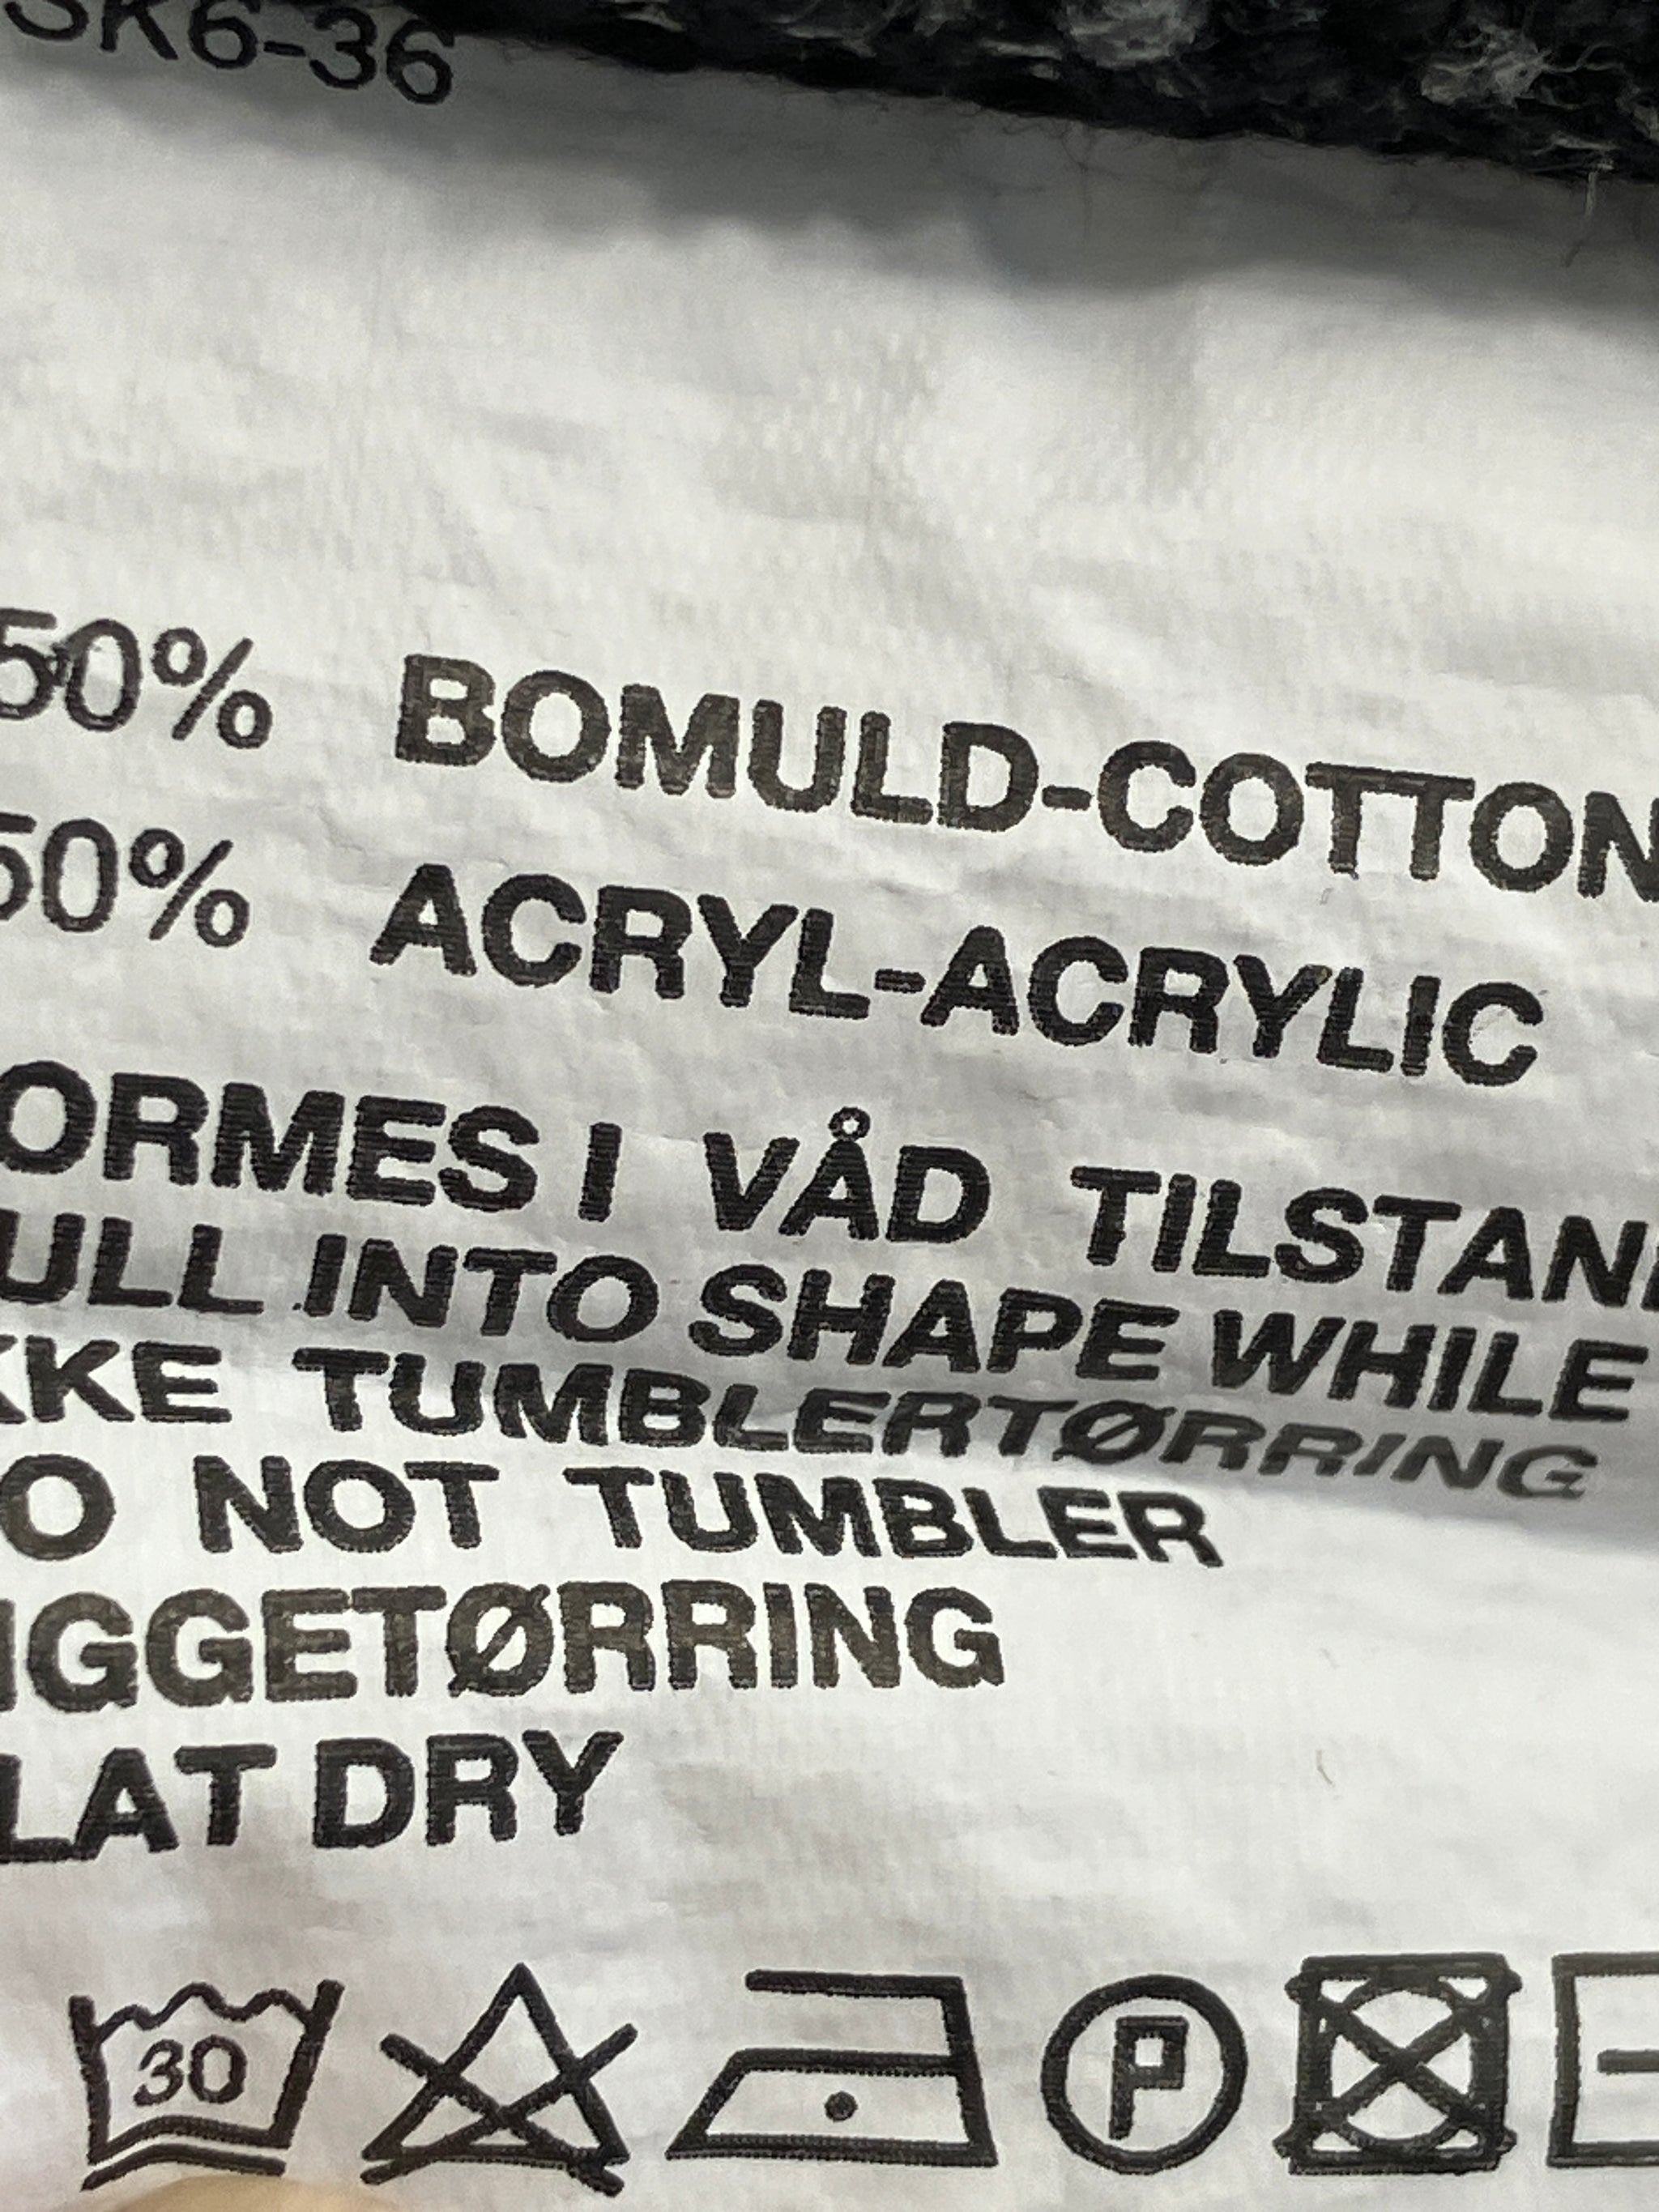 SK6-36
50% BOMULD-COTTON
50% ACRYL-ACRYLIC
ORMES I VÅD TILSTAN
ULL INTO SHAPE WHILE
KKE TUMBLERTØRRING
O NOT TUMBLER
IGGETØRRING
LAT DRY
30 P